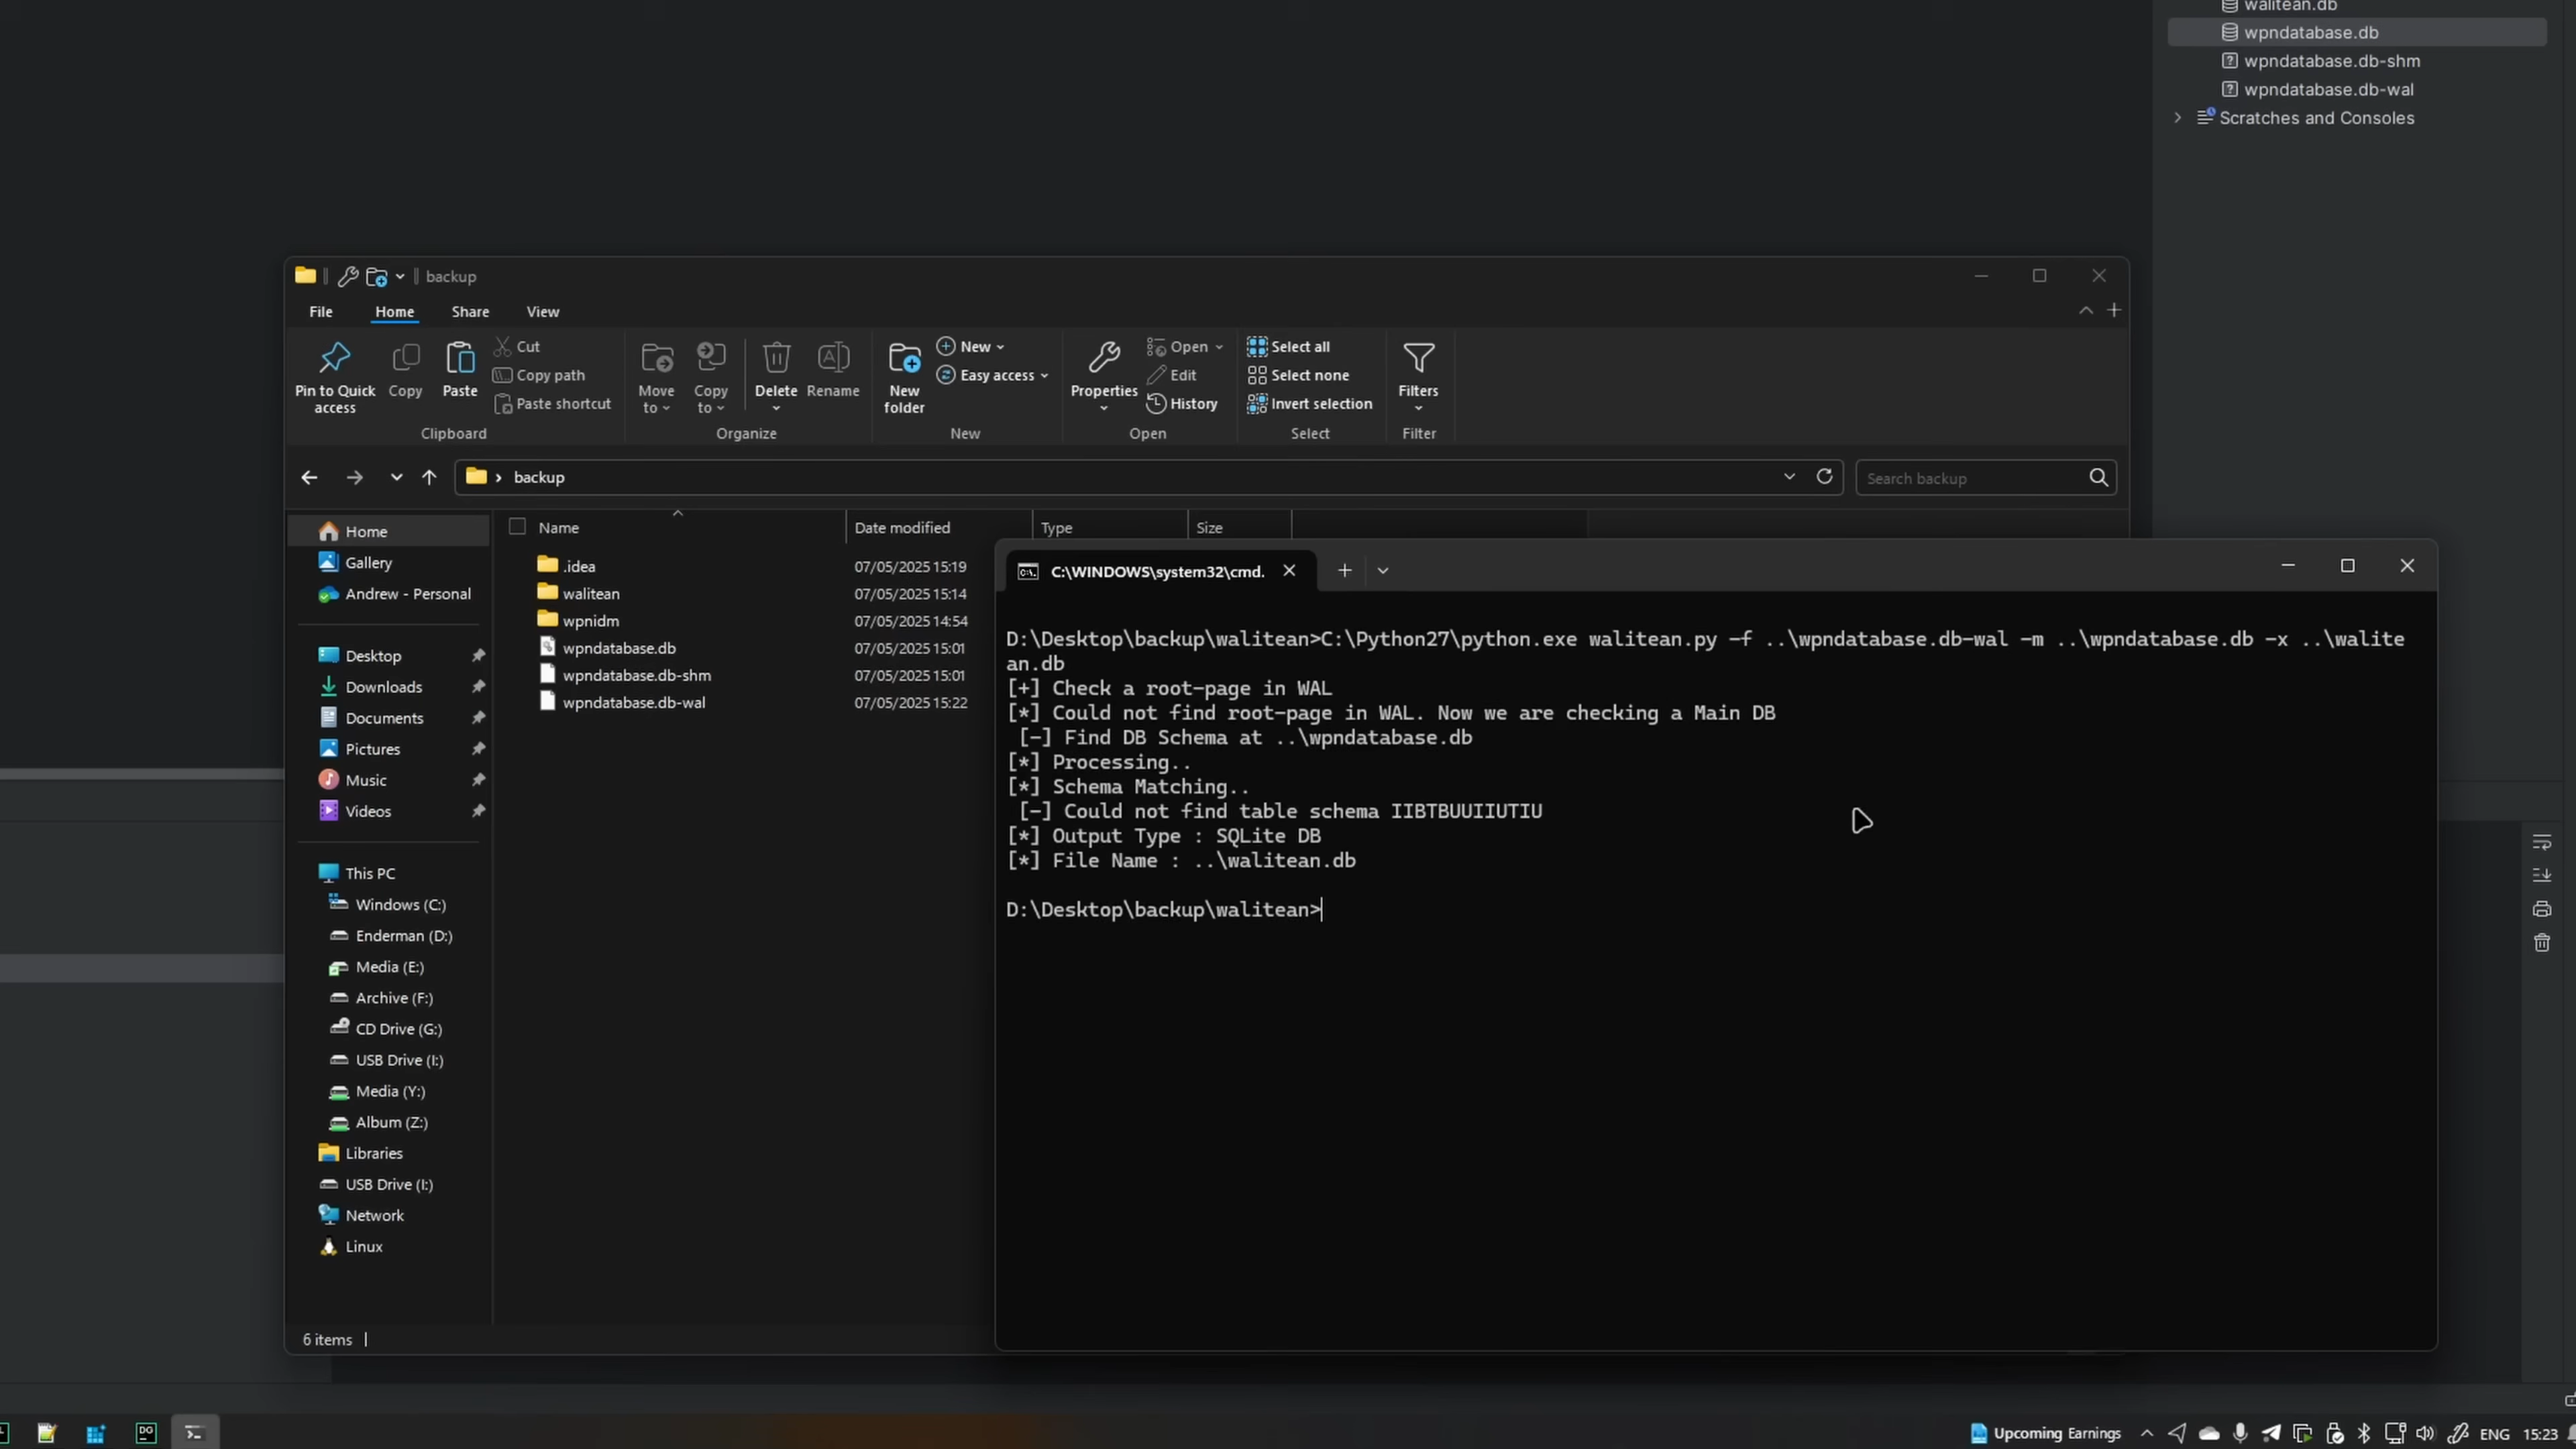 walitean.db
wpndatabase.db
wpndatabase.db-shm
wpndatabase.db-wal
Scratches and Consoles
backup
File Home Share View
Pin to Quick access
Copy
Paste
Cut
Copy path
Paste shortcut
Clipboard
Move to
Copy to
Delete
Rename
Organize
New folder
New
Easy access
New
Properties
Open
Edit
History
Open
Select all
Select none
Invert selection
Select
Filters
Filter
backup
Search backup
Name Date modified Type Size
Home
Gallery
Andrew - Personal
Desktop
Downloads
Documents
Pictures
Music
Videos
This PC
Windows (C:)
Enderman (D:)
Media (E:)
Archive (F:)
CD Drive (G:)
USB Drive (I:)
Media (Y:)
Album (Z:)
Libraries
USB Drive (I:)
Network
Linux
.idea 07/05/2025 15:19
walitean 07/05/2025 15:14
wpnidm 07/05/2025 14:54
wpndatabase.db 07/05/2025 15:01
wpndatabase.db-shm 07/05/2025 15:01
wpndatabase.db-wal 07/05/2025 15:22
6 items
C:\WINDOWS\system32\cmd.
D:\Desktop\backup\walitean>C:\Python27\python.exe walitean.py -f ..\wpndatabase.db-wal -m ..\wpndatabase.db -x ..\walite
an.db
[+] Check a root-page in WAL
[*] Could not find root-page in WAL. Now we are checking a Main DB
[-] Find DB Schema at ..\wpndatabase.db
[*] Processing..
[*] Schema Matching..
[-] Could not find table schema IIBTBUUIIUTIU
[*] Output Type : SQLite DB
[*] File Name : ..\walitean.db
D:\Desktop\backup\walitean>
DG
Upcoming Earnings
ENG
15:23